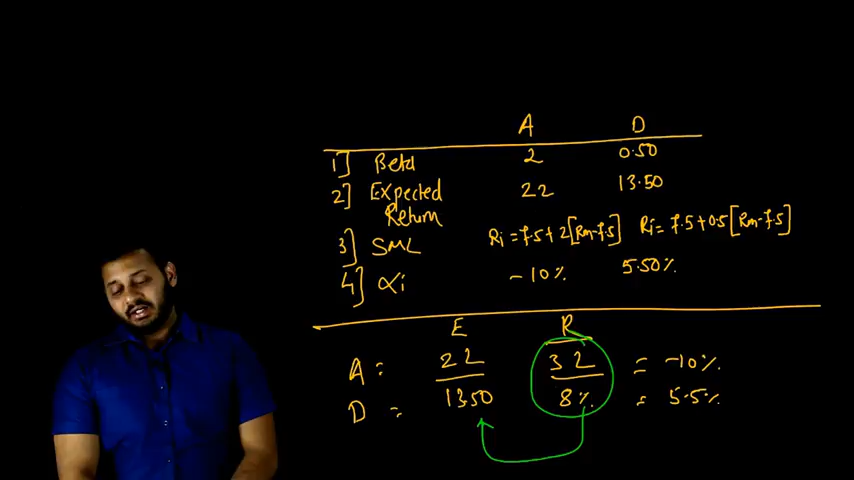 A D
1] Beta 2 0.50
2] Expected Return 22 13.50
3] SML Ri = 7.5+2[Rm-7.5] Ri = 7.5+0.5[Rm-7.5]
4] αi -10% 5.50%
E R
A = 22 32 = -10%
D = 1350 8% = 5.5%